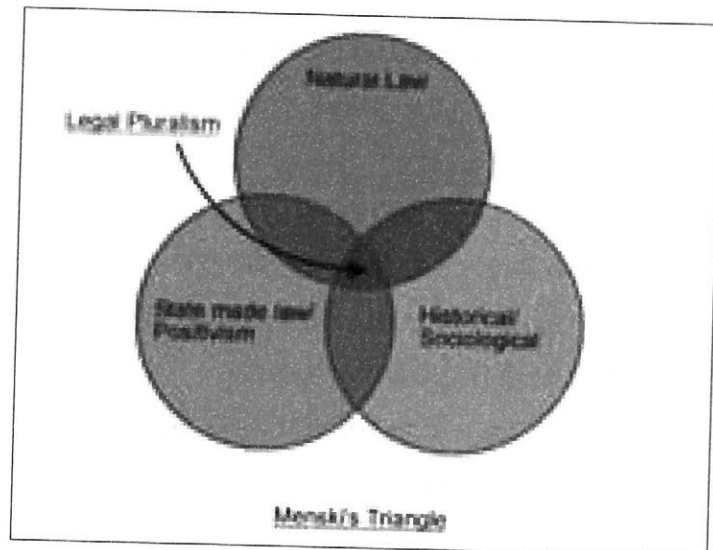 Natural Law
Legal Pluralism
State made law/
Positivism
Historical/
Sociological
Menski's Triangle